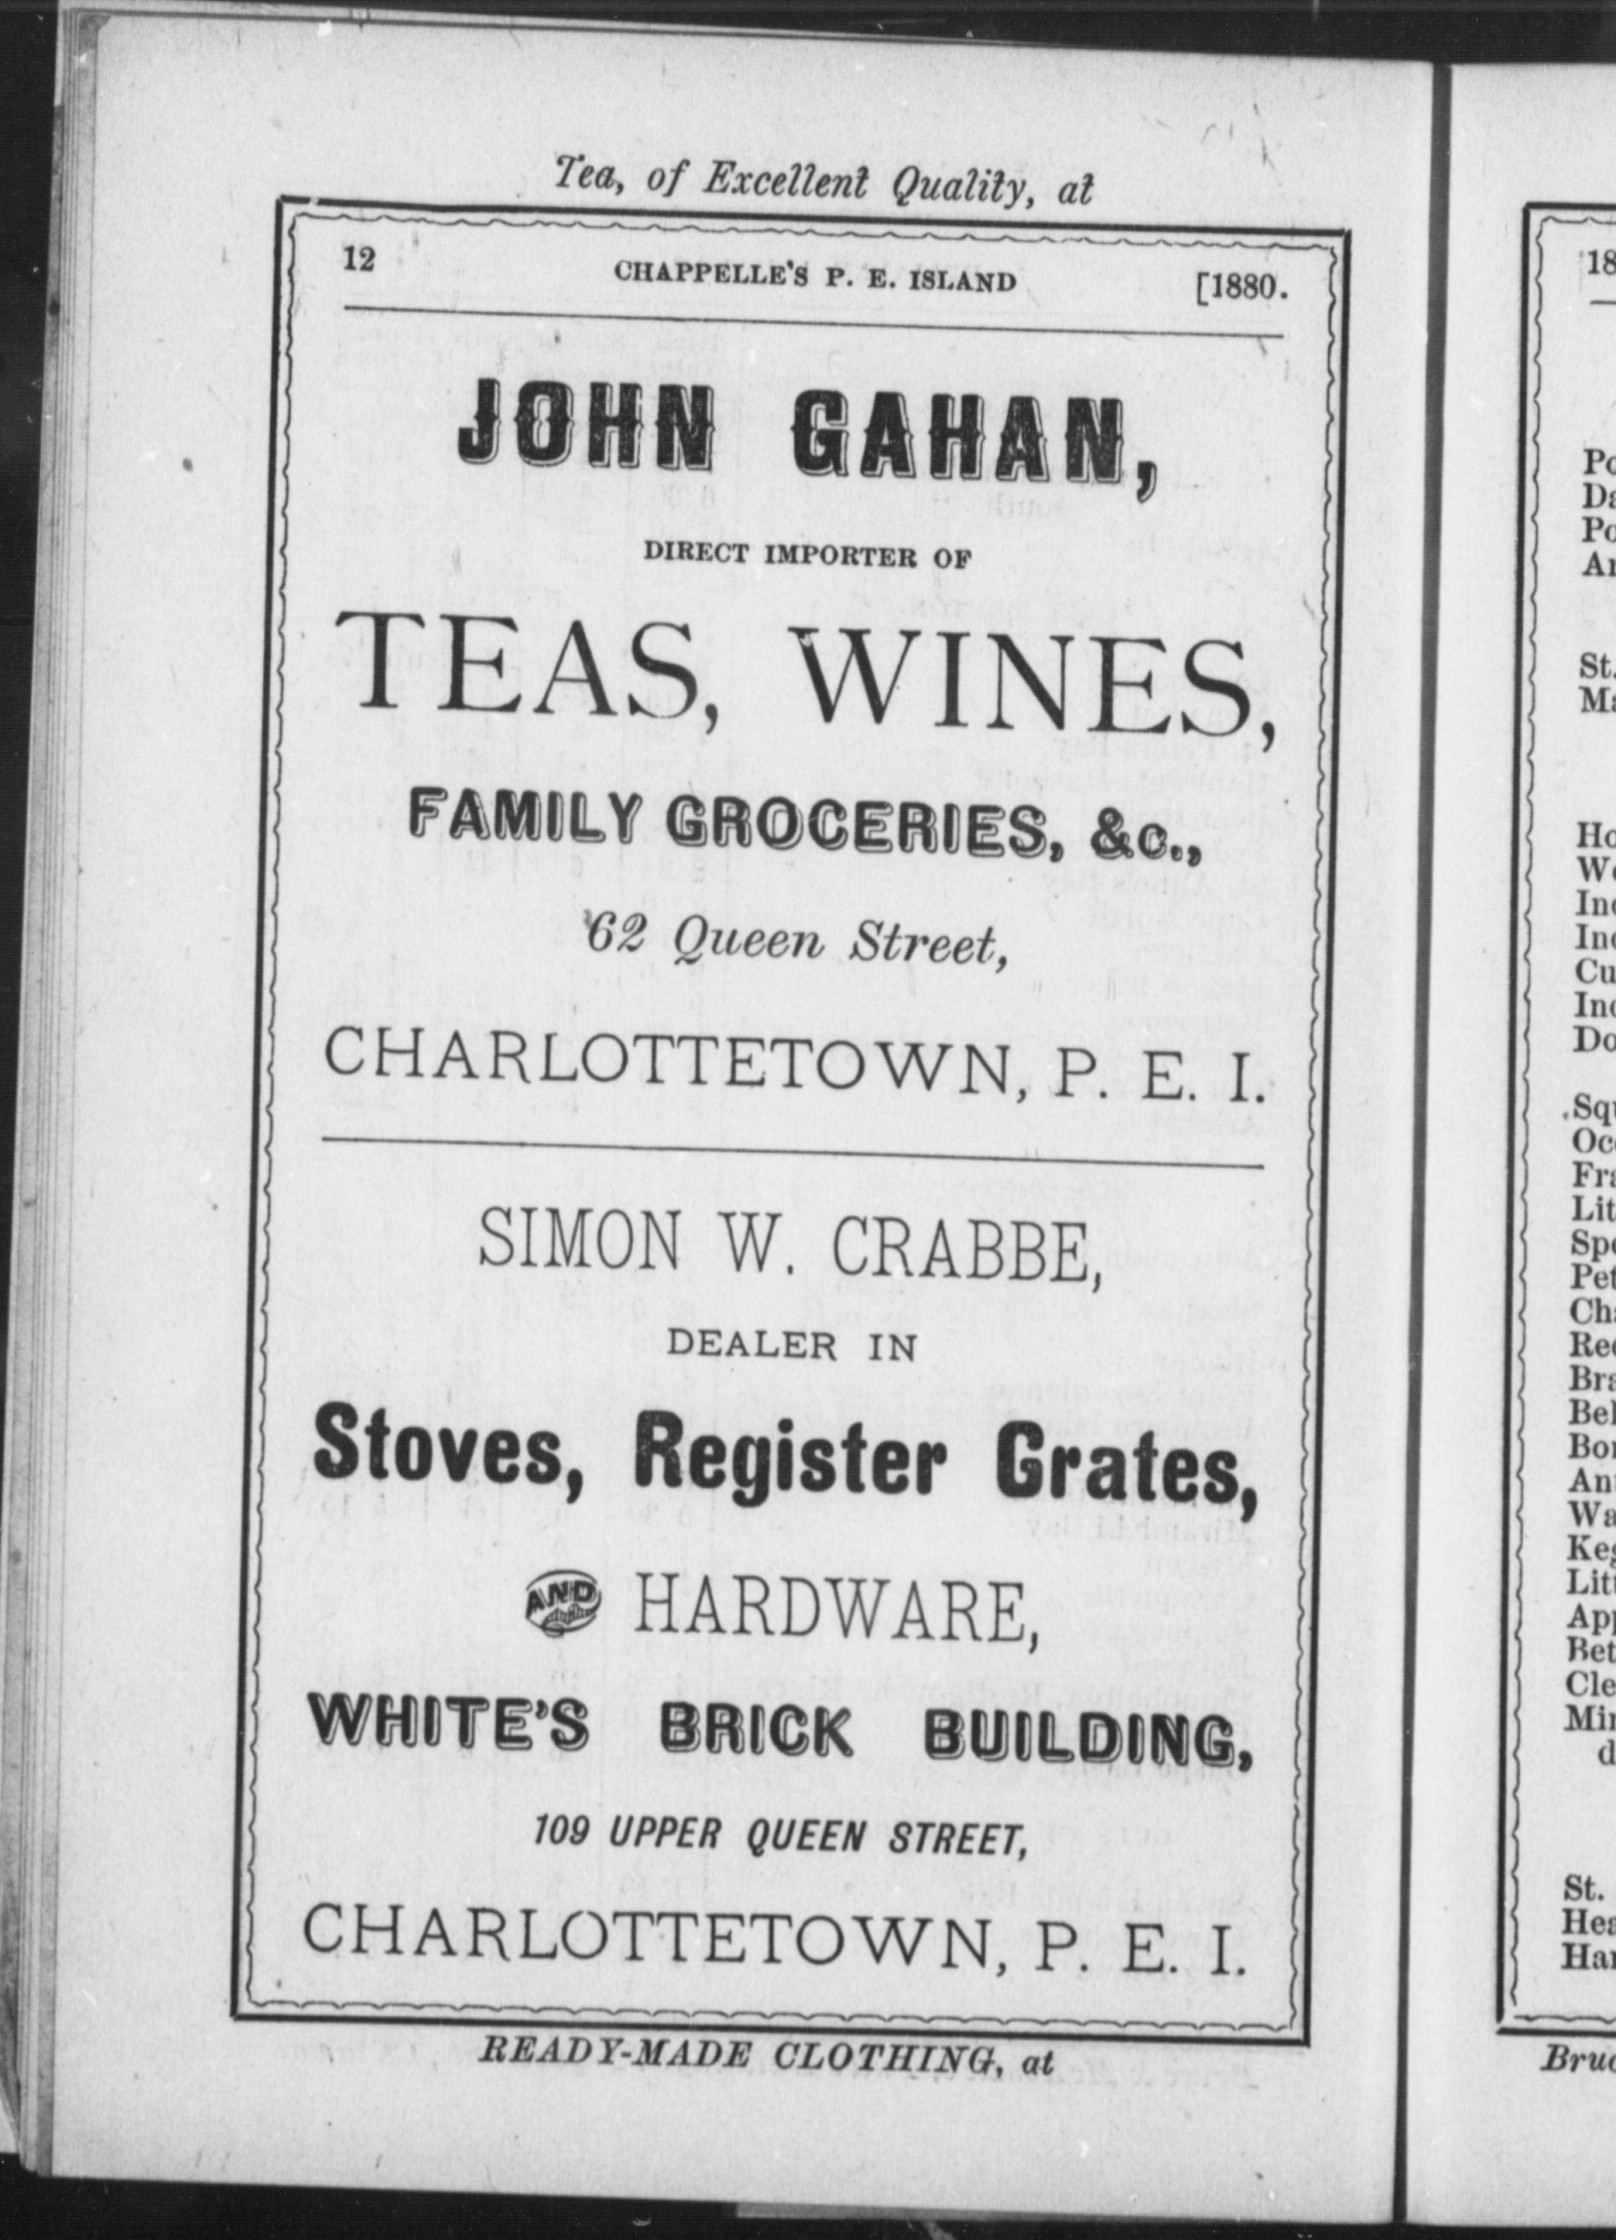 Tea, of Excellent Quality, at
12 CHAPPELLE'S P. E. ISLAND [1880.
JOHN GAHAN,
DIRECT IMPORTER OF
TEAS, WINES,
FAMILY GROCERIES, &c.,
62 Queen Street,
CHARLOTTETOWN, P. E. I.
SIMON W. CRABBE,
DEALER IN
Stoves, Register Grates,
AND HARDWARE,
WHITE'S BRICK BUILDING,
109 UPPER QUEEN STREET,
CHARLOTTETOWN, P. E. I.
READY-MADE CLOTHING, at